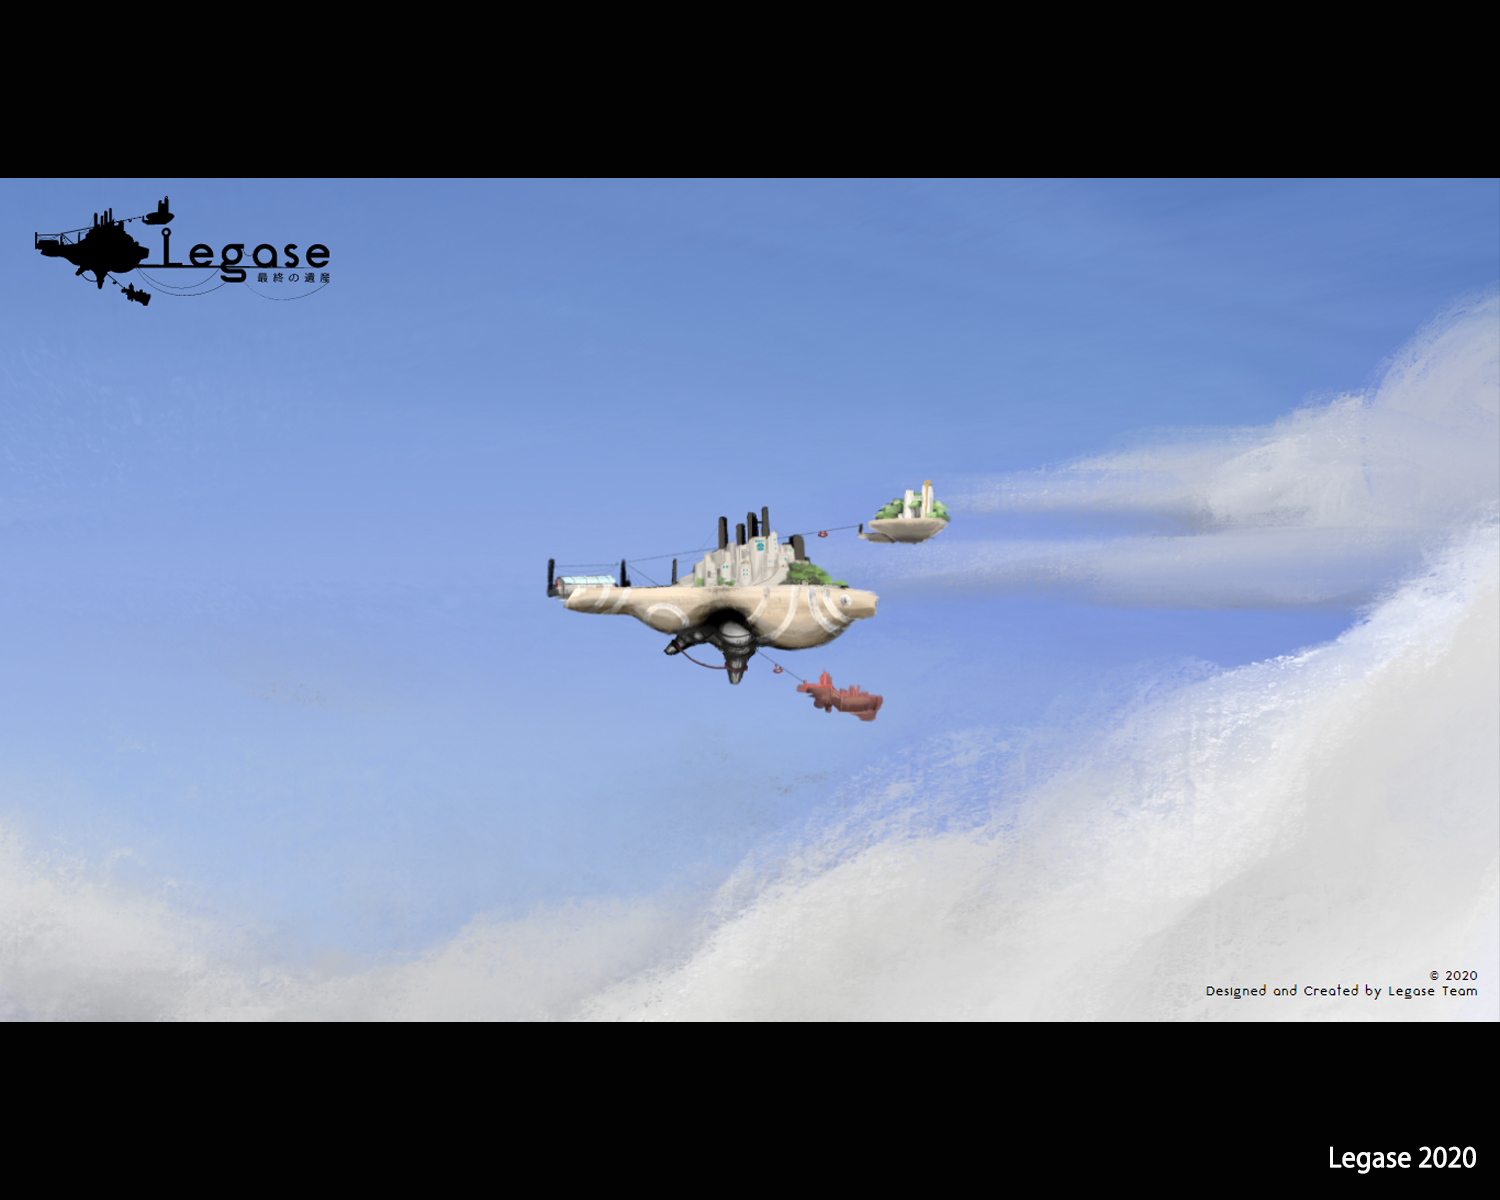 Legase
最終の遺産
© 2020
Designed and Created by Legase Team
Legase 2020